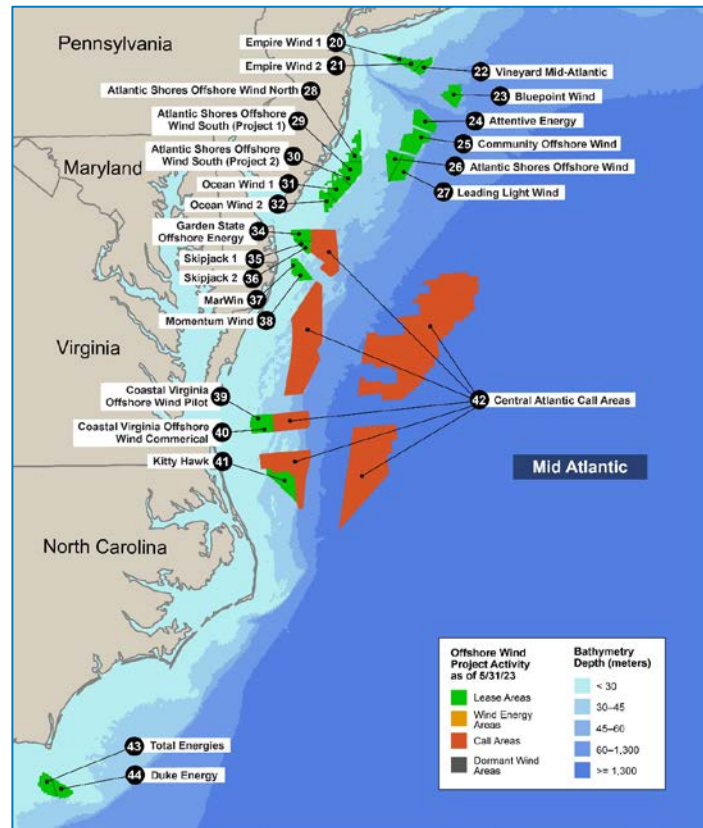 Pennsylvania
Maryland
Virginia
North Carolina
Empire Wind 1 20
Empire Wind 2 21
22 Vineyard Mid-Atlantic
23 Bluepoint Wind
24 Attentive Energy
25 Community Offshore Wind
26 Atlantic Shores Offshore Wind
27 Leading Light Wind
Atlantic Shores Offshore Wind North 28
Atlantic Shores Offshore
Wind South (Project 1)
29
Atlantic Shores Offshore
Wind South (Project 2)
30
Ocean Wind 1 31
Ocean Wind 2 32
Garden State
Offshore Energy
34
Skipjack 1 35
Skipjack 2 36
MarWin 37
Momentum Wind 38
Coastal Virginia
Offshore Wind Pilot
39
Coastal Virginia Offshore
Wind Commerical
40
Kitty Hawk 41
42 Central Atlantic Call Areas
Mid Atlantic
43 Total Energies
44 Duke Energy
Offshore Wind
Project Activity
as of 5/31/23
Lease Areas
Wind Energy
Areas
Call Areas
Dormant Wind
Areas
Bathymetry
Depth (meters)
< 30
30–45
45–60
60–1,300
>= 1,300